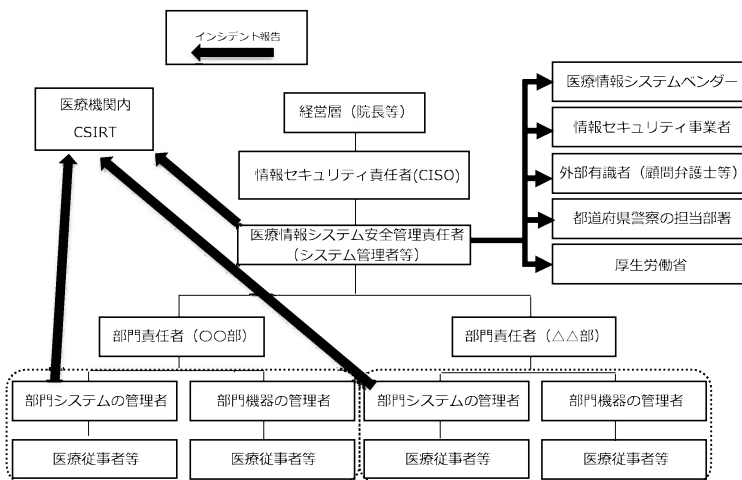 インシデント報告
医療機関内
CSIRT
経営層（院長等）
情報セキュリティ責任者(CISO)
医療情報システム安全管理責任者
（システム管理者等）
医療情報システムベンダー
情報セキュリティ事業者
外部有識者（顧問弁護士等）
都道府県警察の担当部署
厚生労働省
部門責任者（〇〇部）
部門責任者（△△部）
部門システムの管理者
部門機器の管理者
部門システムの管理者
部門機器の管理者
医療従事者等
医療従事者等
医療従事者等
医療従事者等